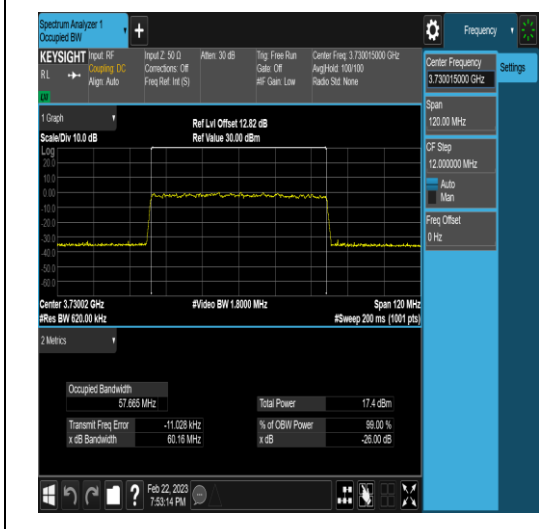 Spectrum Analyzer 1
Occupied BW
+
Frequency
KEYSIGHT
R L
Input: RF
Coupling: DC
Align: Auto
Input Z: 50 Ω
Corrections: Off
Freq Ref: Int (S)
Atten: 30 dB
Trig: Free Run
Gate: Off
#IF Gain: Low
Center Freq: 3.730015000 GHz
Avg|Hold: 100/100
Radio Std: None
Center Frequency
3.730015000 GHz
Settings
Span
120.00 MHz
CF Step
12.000000 MHz
Auto
Man
Freq Offset
0 Hz
1 Graph
Scale/Div 10.0 dB
Ref Lvl Offset 12.82 dB
Ref Value 30.00 dBm
Log
20.0
10.0
0.00
-10.0
-20.0
-30.0
-40.0
-50.0
-60.0
Center 3.73002 GHz
#Res BW 620.00 kHz
#Video BW 1.8000 MHz
Span 120 MHz
#Sweep 200 ms (1001 pts)
2 Metrics
Occupied Bandwidth
57.665 MHz
Total Power 17.4 dBm
Transmit Freq Error -11.028 kHz
% of OBW Power 99.00 %
x dB Bandwidth 60.16 MHz
x dB -26.00 dB
?
Feb 22, 2023
7:53:14 PM